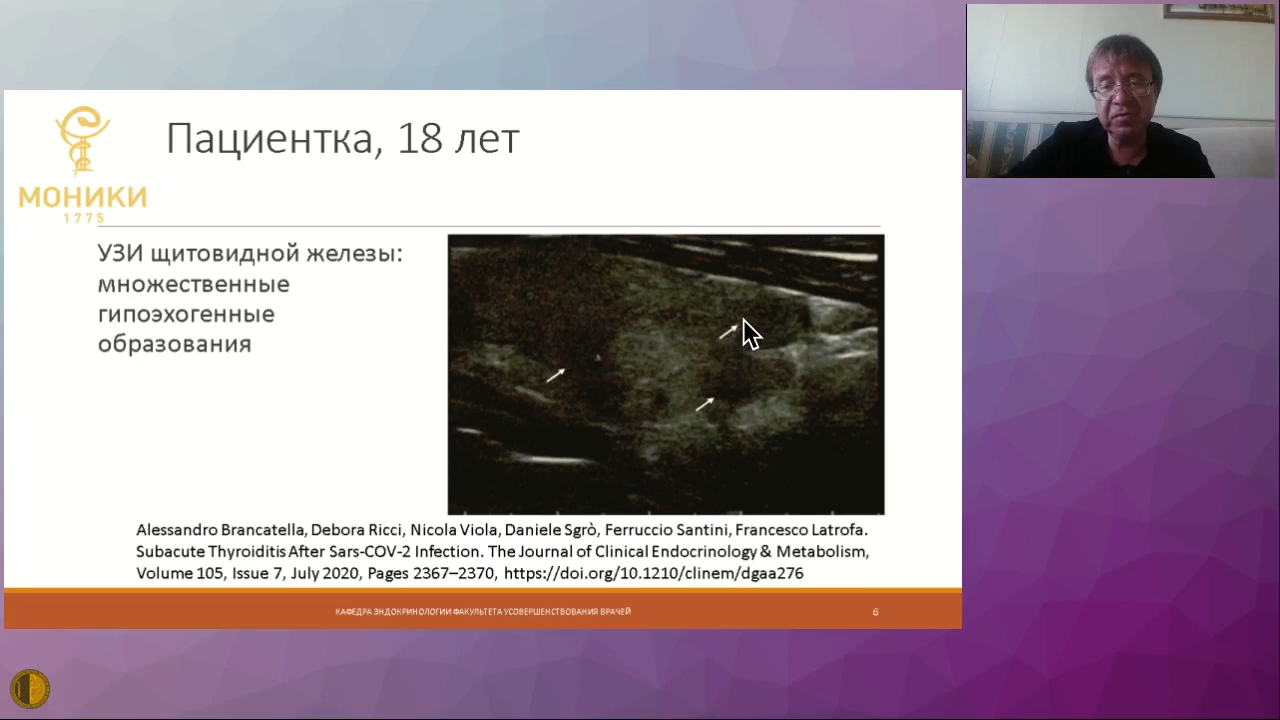 Пациентка, 18 лет
МОНИКИ
1775
УЗИ щитовидной железы:
множественные
гипоэхогенные
образования
Alessandro Brancatella, Debora Ricci, Nicola Viola, Daniele Sgrò, Ferruccio Santini, Francesco Latrofa.
Subacute Thyroiditis After Sars-COV-2 Infection. The Journal of Clinical Endocrinology & Metabolism,
Volume 105, Issue 7, July 2020, Pages 2367–2370, https://doi.org/10.1210/clinem/dgaa276
КАФЕДРА ЭНДОКРИНОЛОГИИ ФАКУЛЬТЕТА УСОВЕРШЕНСТВОВАНИЯ ВРАЧЕЙ
6